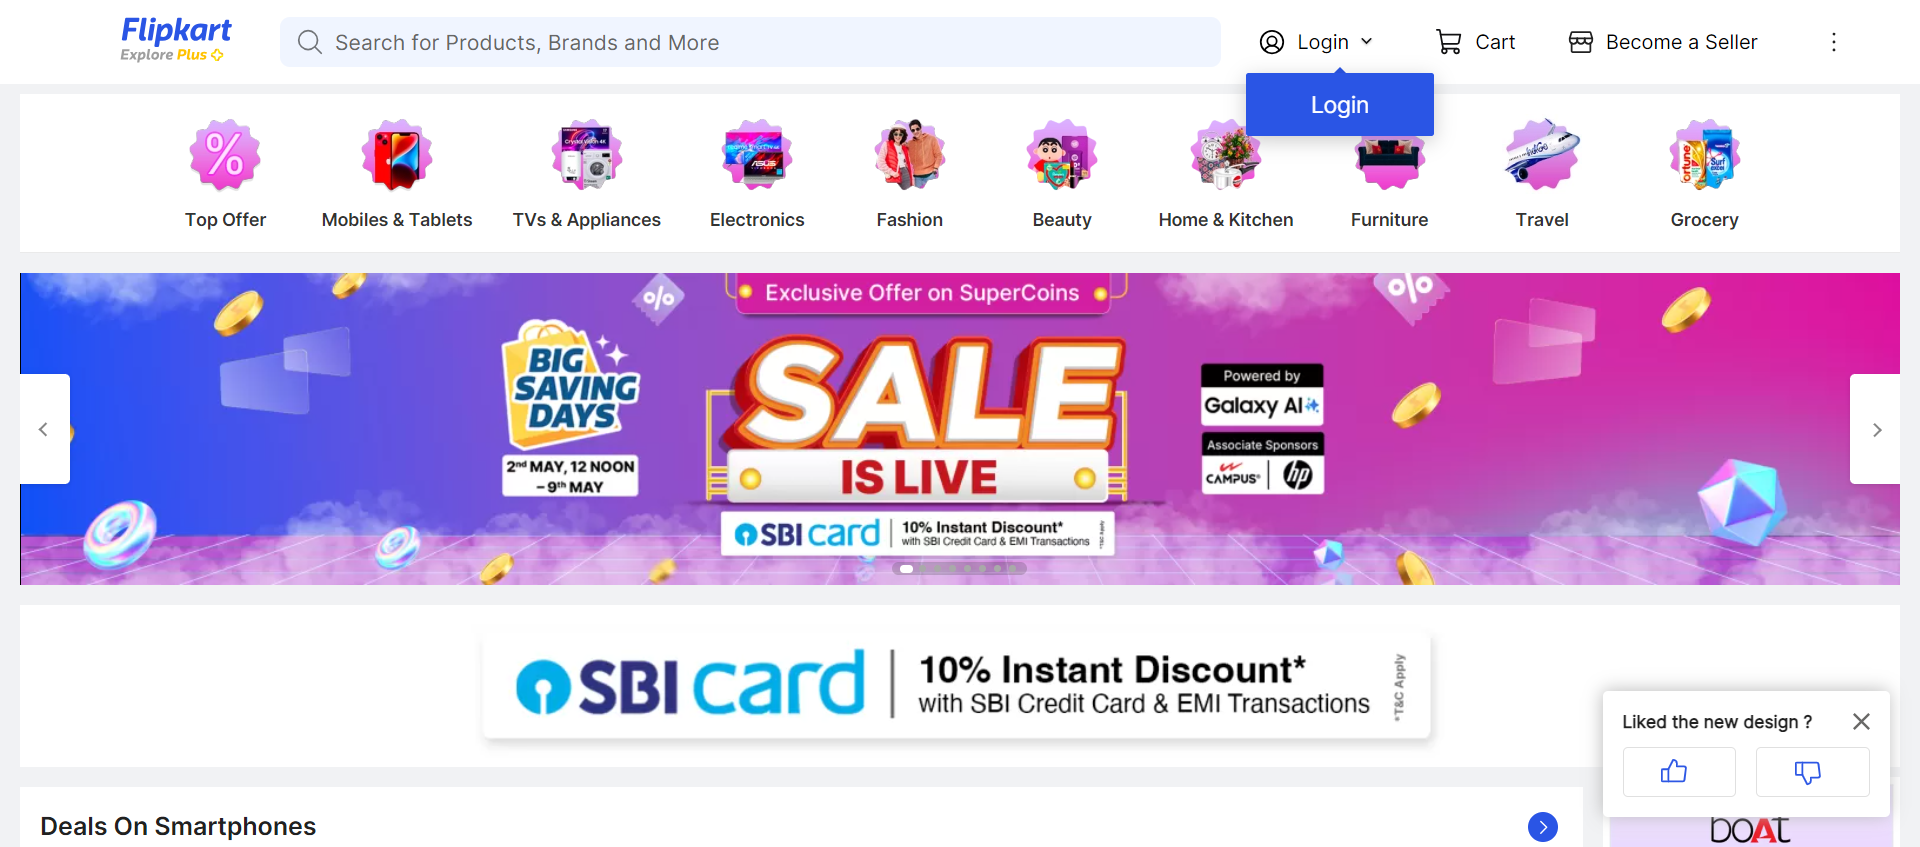 Flipkart
Explore Plus
Search for Products, Brands and More
Login
Cart
Become a Seller
Login
Top Offer
Mobiles & Tablets
TVs & Appliances
Electronics
Fashion
Beauty
Home & Kitchen
Furniture
Travel
Grocery
Exclusive Offer on SuperCoins
BIG
SAVING
DAYS
2nd MAY, 12 NOON
– 9th MAY
SALE
IS LIVE
Powered by
Galaxy AI
Associate Sponsors
CAMPUS
hp
SBI card
10% Instant Discount*
with SBI Credit Card & EMI Transactions
*T&C Apply
SBI card
10% Instant Discount*
with SBI Credit Card & EMI Transactions
*T&C Apply
Liked the new design ?
Deals On Smartphones
boAt